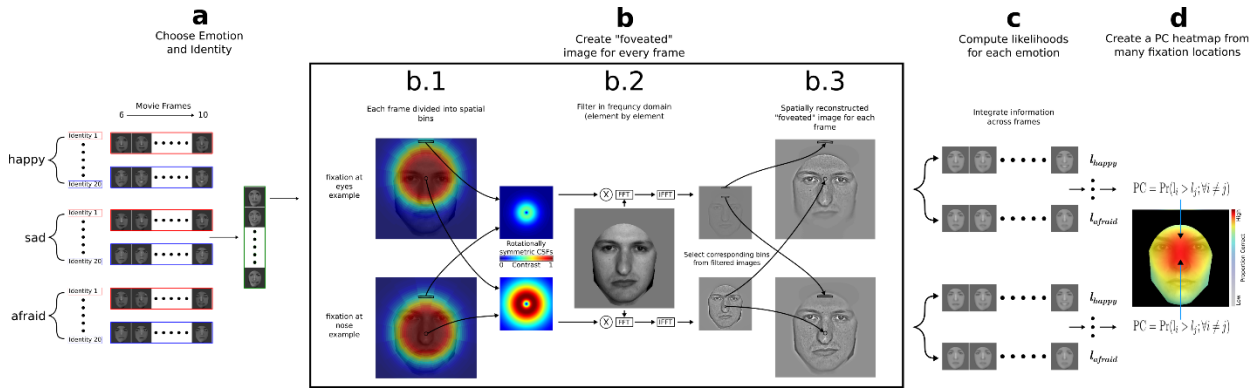 a
Choose Emotion
and Identity
Movie Frames
6 10
happy
Identity 1
Identity 20
sad
Identity 1
Identity 20
afraid
Identity 1
Identity 20
b
Create "foveated"
image for every frame
b.1
Each frame divided into spatial
bins
fixation at
eyes
example
fixation at
nose
example
b.2
Filter in frequncy domain
(element by element
X FFT IFFT
Rotationally
symmetric CSFs
0 Contrast 1
Select corresponding bins
from filtered images
X FFT IFFT
b.3
Spatially reconstructed
"foveated" image for each
frame
c
Compute likelihoods
for each emotion
Integrate information
across frames
l_happy
l_afraid
l_happy
l_afraid
d
Create a PC heatmap from
many fixation locations
PC = Pr(l_i > l_j; ∀i ≠ j)
High
Proportion Correct
Low
PC = Pr(l_i > l_j; ∀i ≠ j)